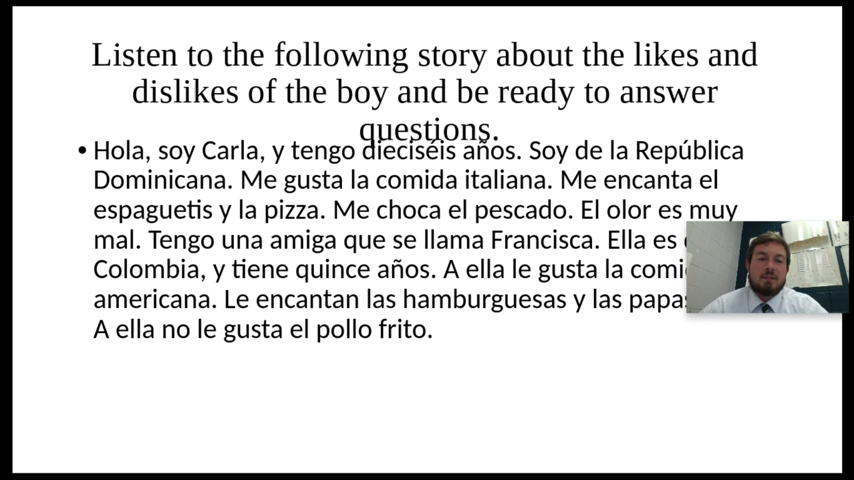 Listen to the following story about the likes and
dislikes of the boy and be ready to answer
questions.
• Hola, soy Carla, y tengo dieciséis años. Soy de la República
Dominicana. Me gusta la comida italiana. Me encanta el
espaguetis y la pizza. Me choca el pescado. El olor es muy
mal. Tengo una amiga que se llama Francisca. Ella es
Colombia, y tiene quince años. A ella le gusta la
americana. Le encantan las hamburguesas y las papas
A ella no le gusta el pollo frito.